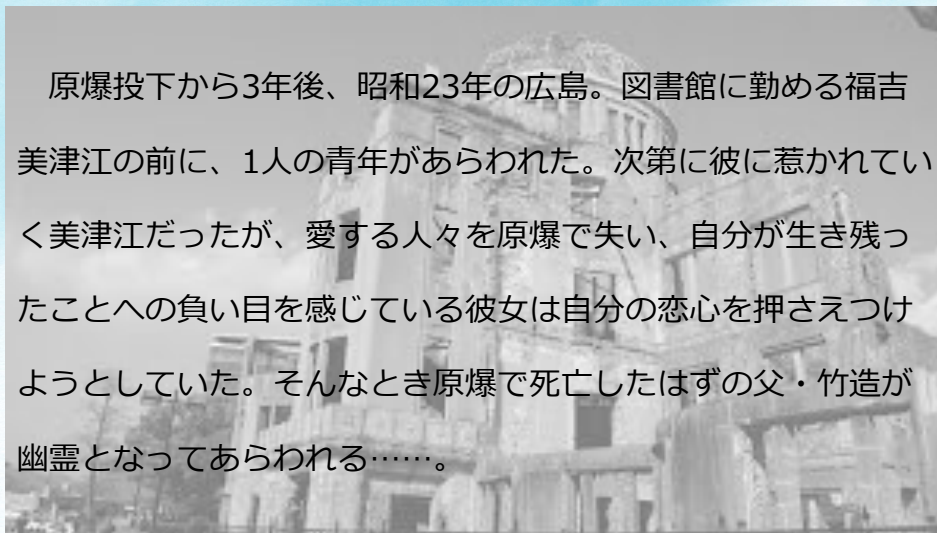 原爆投下から3年後、昭和23年の広島。図書館に勤める福吉
美津江の前に、1人の青年があらわれた。次第に彼に惹かれてい
く美津江だったが、愛する人々を原爆で失い、自分が生き残っ
たことへの負い目を感じている彼女は自分の恋心を押さえつけ
ようとしていた。そんなとき原爆で死亡したはずの父・竹造が
幽霊となってあらわれる……。